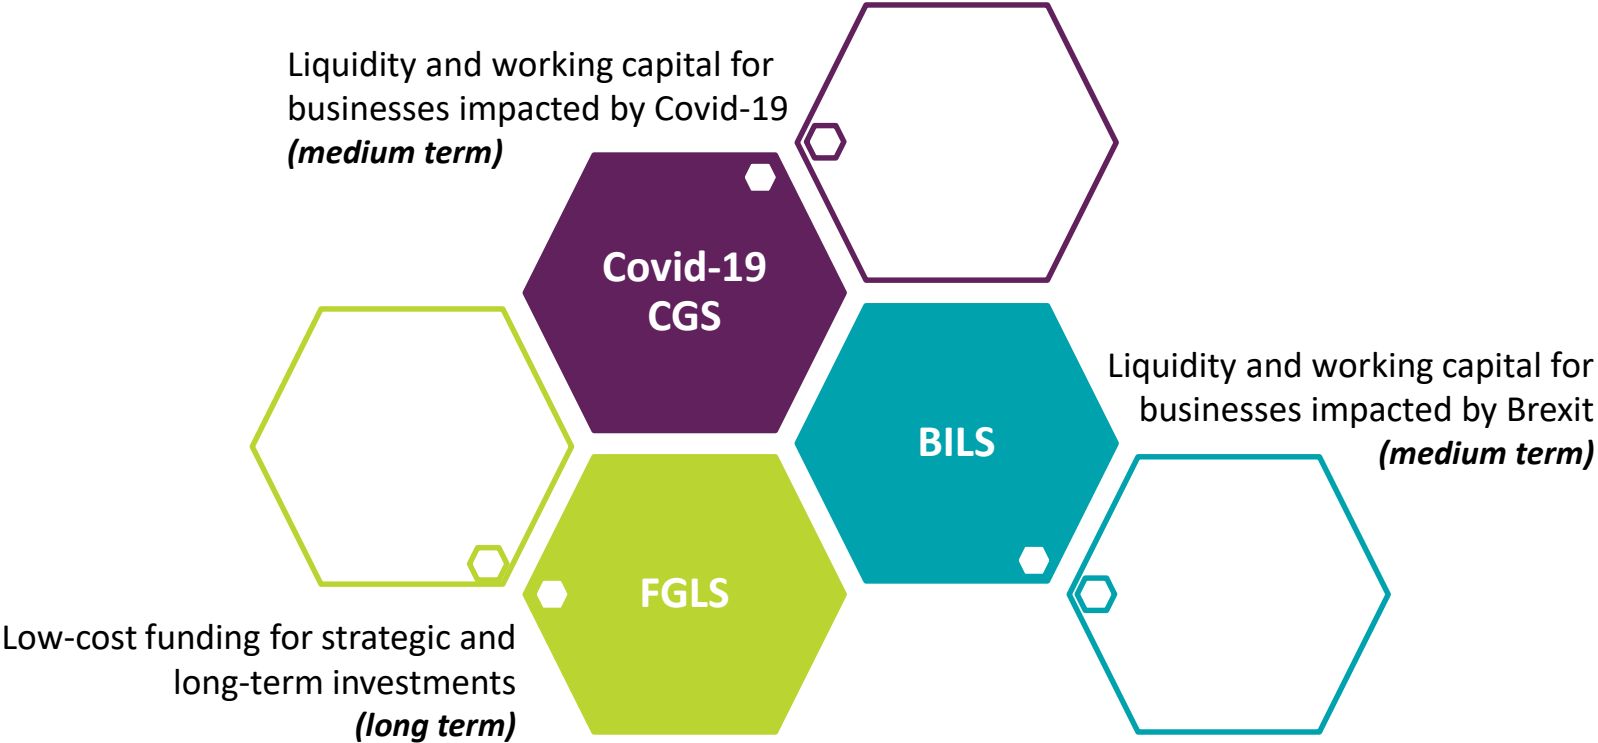 Liquidity and working capital for
businesses impacted by Covid-19
(medium term)
Covid-19
CGS
Liquidity and working capital for
businesses impacted by Brexit
(medium term)
BILS
FGLS
Low-cost funding for strategic and
long-term investments
(long term)